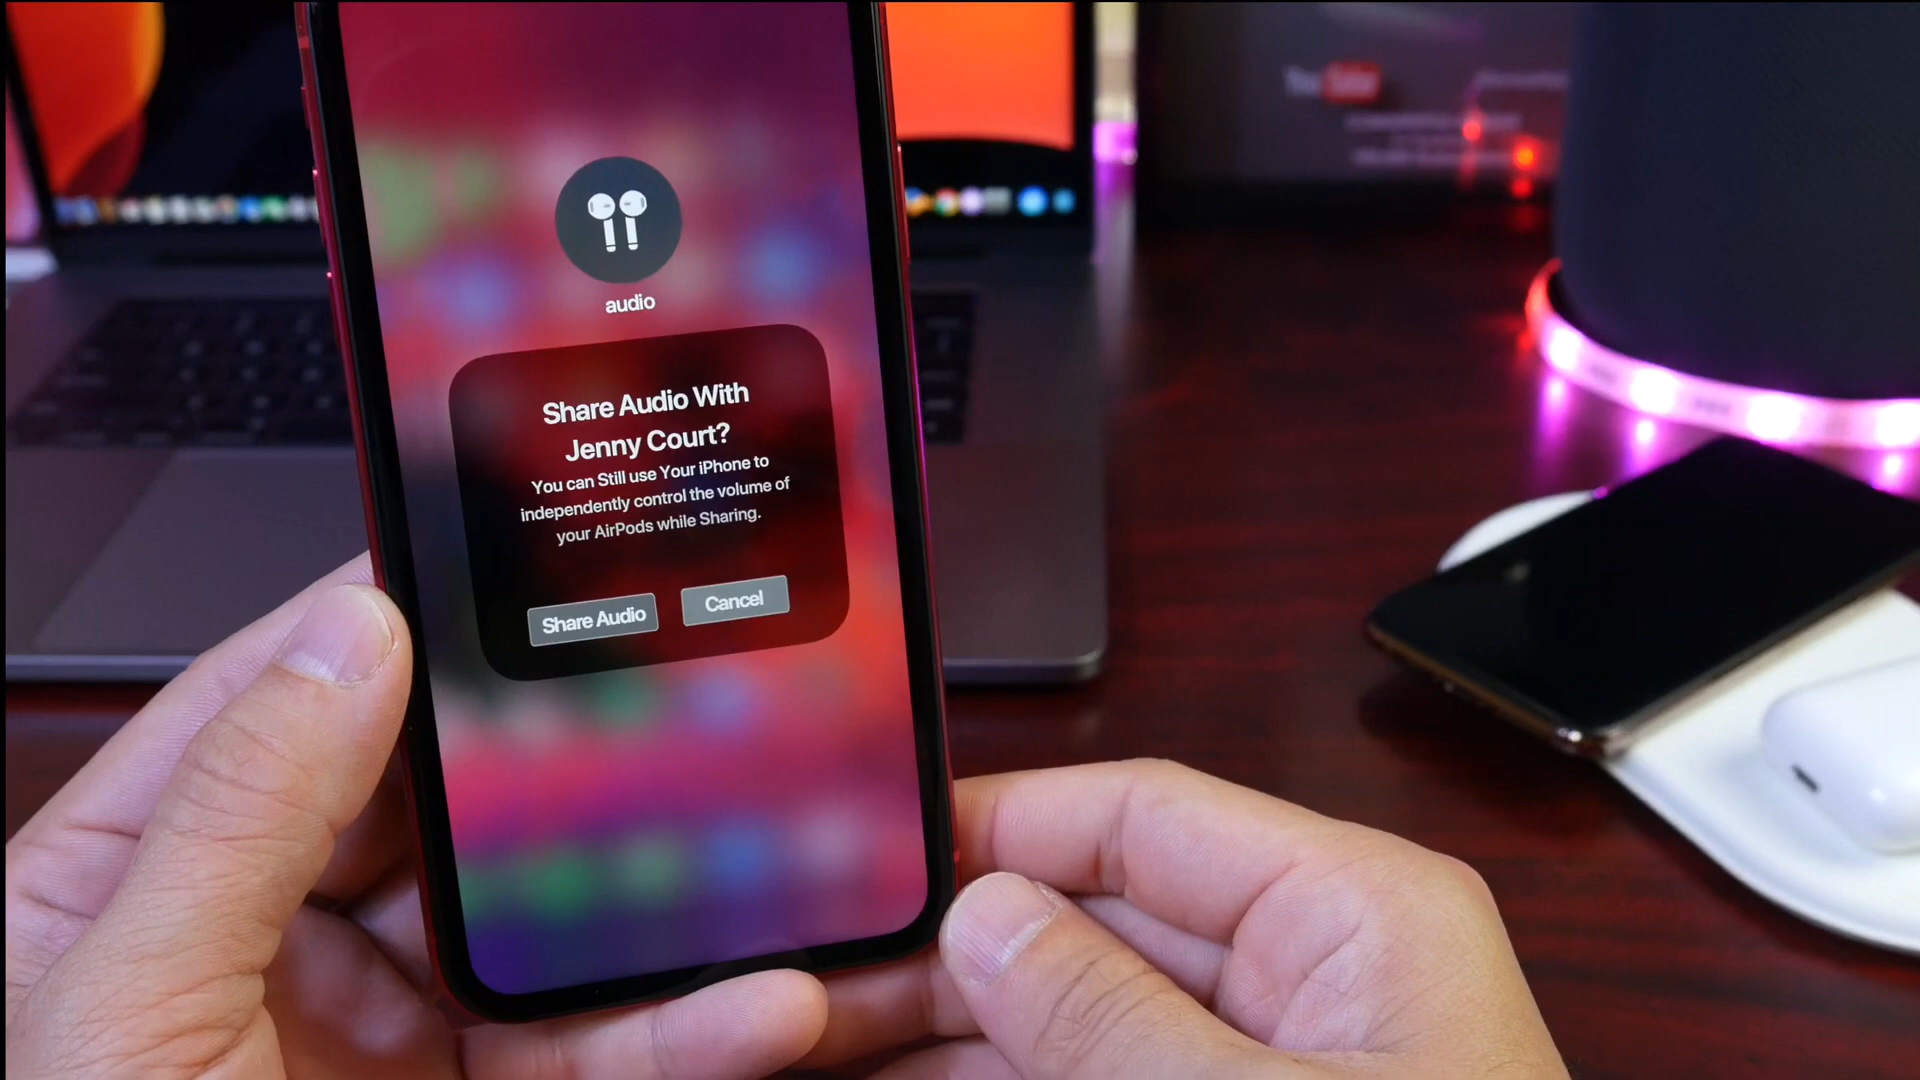 YouTube
audio
Share Audio With
Jenny Court?
You can Still use Your iPhone to
independently control the volume of
your AirPods while Sharing.
Share Audio
Cancel